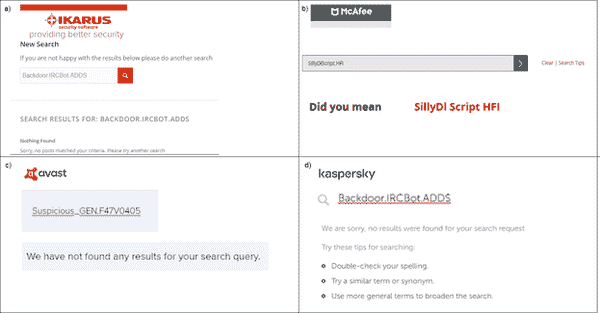 a)
IKARUS
security software
providing better security
New Search
If you are not happy with the results below please do another search
Backdoor.IRCBot.ADDS
SEARCH RESULTS FOR: BACKDOOR.IRCBOT.ADDS
Nothing Found
Sorry, no posts matched your criteria. Please try another search
b)
McAfee
SillyDlScript.HFI
Clear | Search Tips
Did you mean SillyDl Script HFI
c)
avast
Suspicious_GEN.F47V0405
We have not found any results for your search query.
d)
kaspersky
Backdoor.IRCBot.ADDS
We are sorry, no results were found for your search request
Try these tips for searching:
Double-check your spelling.
Try a similar term or synonym.
Use more general terms to broaden the search.